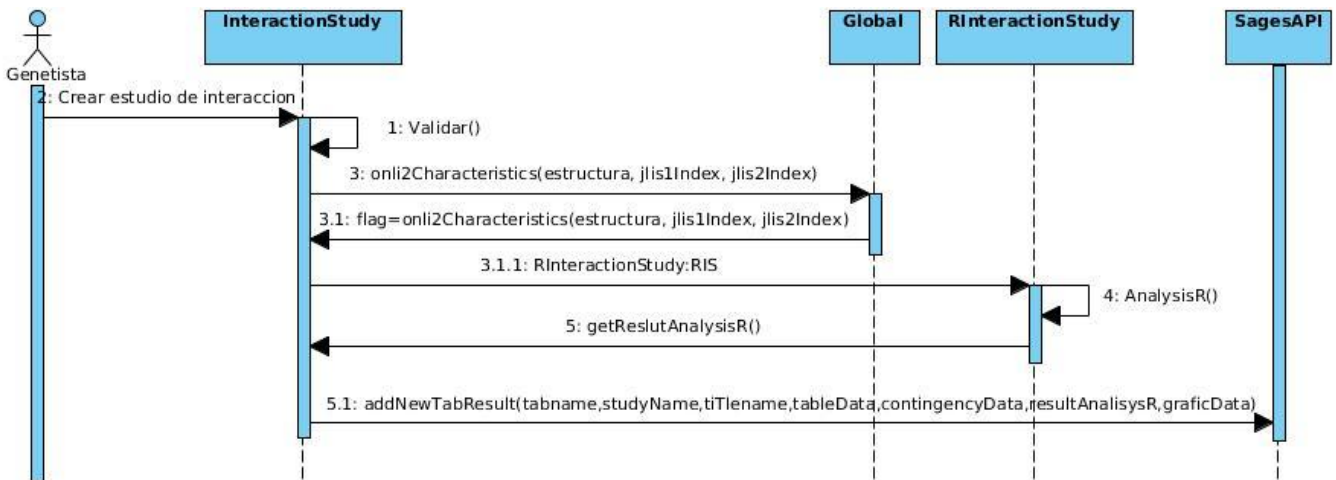 InteractionStudy
Global
RInteractionStudy
SagesAPI
Genetista
2: Crear estudio de interaccion
1: Validar()
3: onli2Characteristics(estructura, jlis1Index, jlis2Index)
3.1: flag=onli2Characteristics(estructura, jlis1Index, jlis2Index)
3.1.1: RInteractionStudy:RIS
4: AnalysisR()
5: getReslutAnalysisR()
5.1: addNewTabResult(tabname,studyName,tiTlename,tableData,contingencyData,resultAnalisysR,graficData)